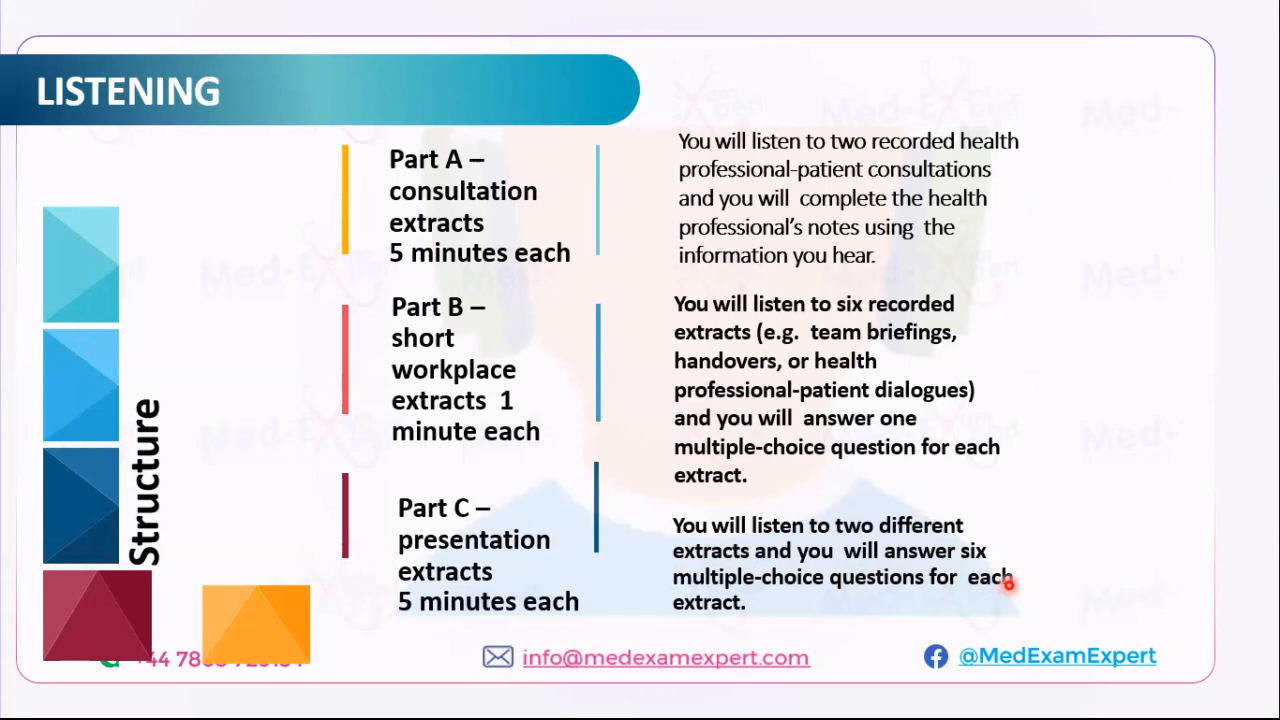 LISTENING
Part A –
consultation
extracts
5 minutes each
You will listen to two recorded health
professional-patient consultations
and you will complete the health
professional's notes using the
information you hear.
Part B –
short
workplace
extracts 1
minute each
You will listen to six recorded
extracts (e.g. team briefings,
handovers, or health
professional-patient dialogues)
and you will answer one
multiple-choice question for each
extract.
Structure
Part C –
presentation
extracts
5 minutes each
You will listen to two different
extracts and you will answer six
multiple-choice questions for each
extract.
info@medexamexpert.com
@MedExamExpert